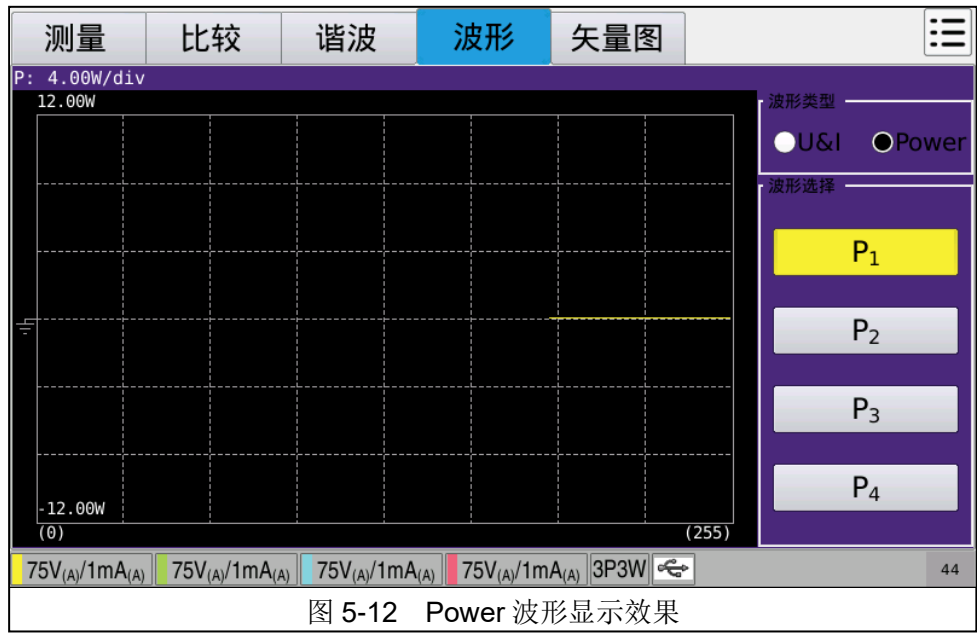 测量 比较 谐波 波形 矢量图
P: 4.00W/div
12.00W
-12.00W
(0) (255)
波形类型
U&I Power
波形选择
P₁
P₂
P₃
P₄
75V(A)/1mA(A) 75V(A)/1mA(A) 75V(A)/1mA(A) 75V(A)/1mA(A) 3P3W 44
图 5-12 Power 波形显示效果